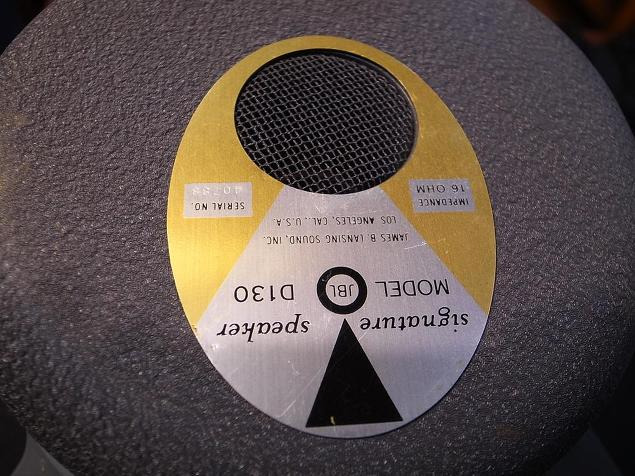 signature speaker
MODEL JBL D130
JAMES B. LANSING SOUND, INC.
LOS ANGELES, CAL., U.S.A.
IMPEDANCE
16 OHM
SERIAL NO.